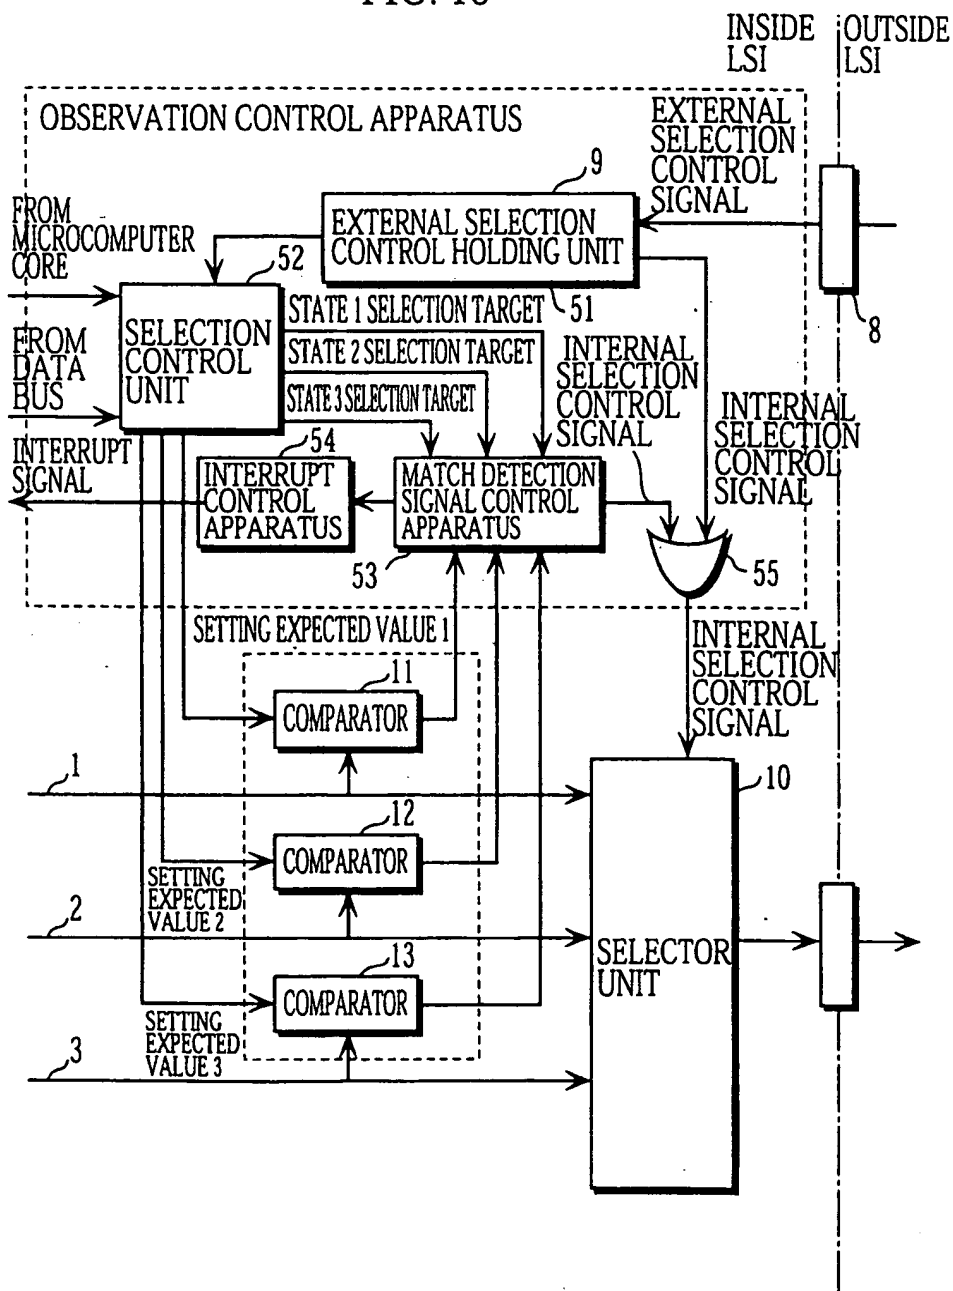 INSIDE LSI
OUTSIDE LSI
OBSERVATION CONTROL APPARATUS
EXTERNAL
SELECTION
CONTROL
SIGNAL
9
EXTERNAL SELECTION
CONTROL HOLDING UNIT
51
8
FROM
MICROCOMPUTER
CORE
52
SELECTION
CONTROL
UNIT
FROM
DATA
BUS
STATE 1 SELECTION TARGET
STATE 2 SELECTION TARGET
STATE 3 SELECTION TARGET
INTERNAL
SELECTION
CONTROL
SIGNAL
INTERNAL
SELECTION
CONTROL
SIGNAL
INTERRUPT
SIGNAL
54
INTERRUPT
CONTROL
APPARATUS
MATCH DETECTION
SIGNAL CONTROL
APPARATUS
53
55
SETTING EXPECTED VALUE 1
INTERNAL
SELECTION
CONTROL
SIGNAL
11
COMPARATOR
1
10
12
COMPARATOR
SETTING
EXPECTED
VALUE 2
2
13
COMPARATOR
SETTING
EXPECTED
VALUE 3
3
SELECTOR
UNIT